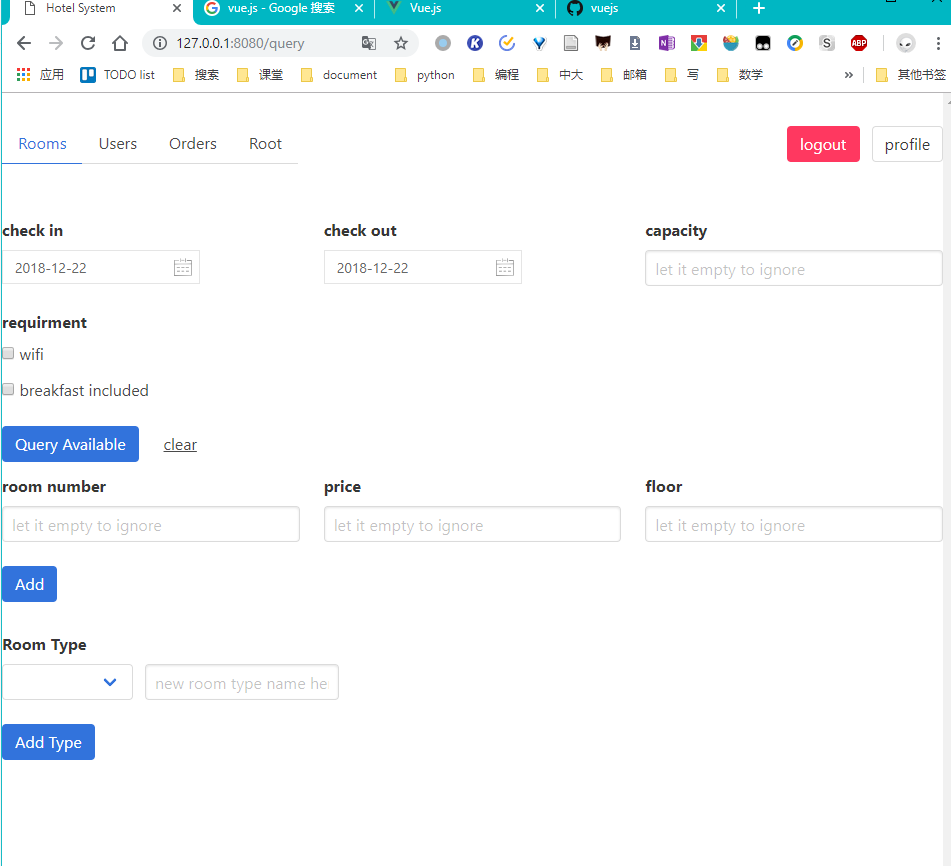 Hotel System
vue.js - Google 搜索
Vue.js
vuejs
127.0.0.1:8080/query
应用
TODO list
搜索
课堂
document
python
编程
中大
邮箱
写
数学
»
其他书签
Rooms
Users
Orders
Root
logout
profile
check in
check out
capacity
2018-12-22
2018-12-22
let it empty to ignore
requirment
wifi
breakfast included
Query Available
clear
room number
price
floor
let it empty to ignore
let it empty to ignore
let it empty to ignore
Add
Room Type
new room type name he
Add Type